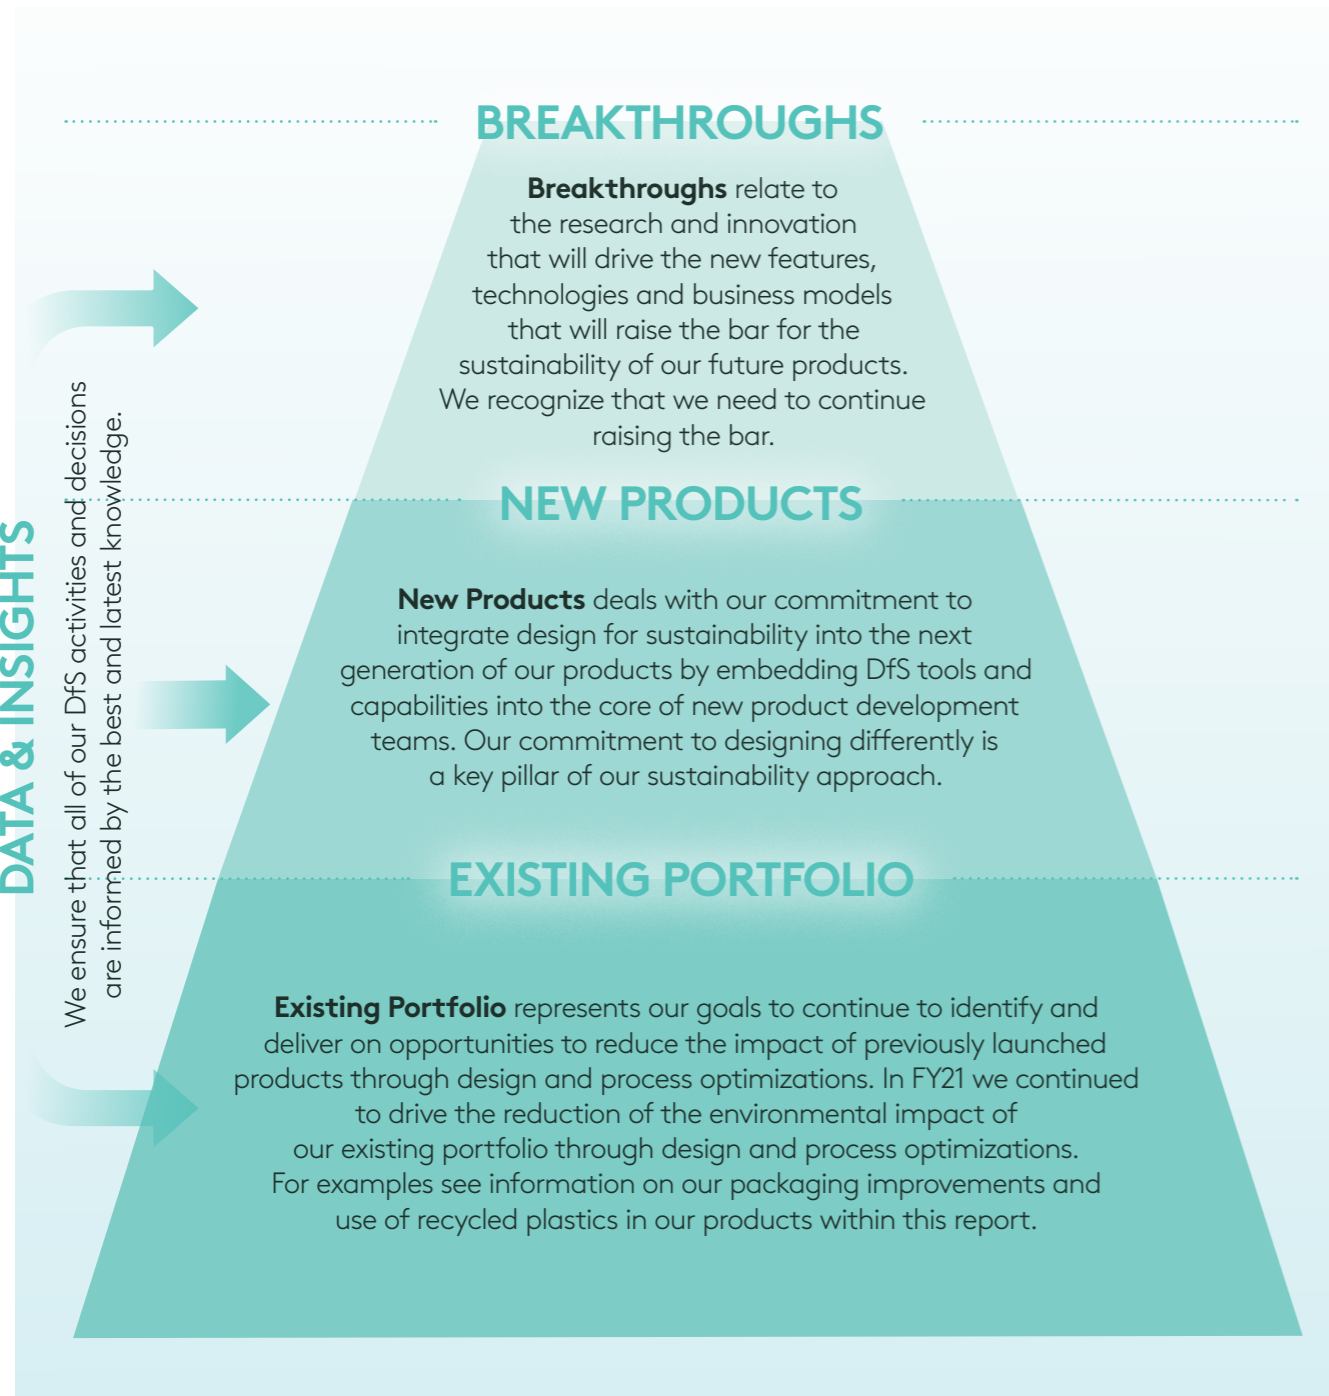 BREAKTHROUGHS
Breakthroughs relate to
the research and innovation
that will drive the new features,
technologies and business models
that will raise the bar for the
sustainability of our future products.
We recognize that we need to continue
raising the bar.
NEW PRODUCTS
New Products deals with our commitment to
integrate design for sustainability into the next
generation of our products by embedding DfS tools and
capabilities into the core of new product development
teams. Our commitment to designing differently is
a key pillar of our sustainability approach.
EXISTING PORTFOLIO
Existing Portfolio represents our goals to continue to identify and
deliver on opportunities to reduce the impact of previously launched
products through design and process optimizations. In FY21 we continued
to drive the reduction of the environmental impact of
our existing portfolio through design and process optimizations.
For examples see information on our packaging improvements and
use of recycled plastics in our products within this report.
DATA & INSIGHTS
We ensure that all of our DfS activities and decisions
are informed by the best and latest knowledge.